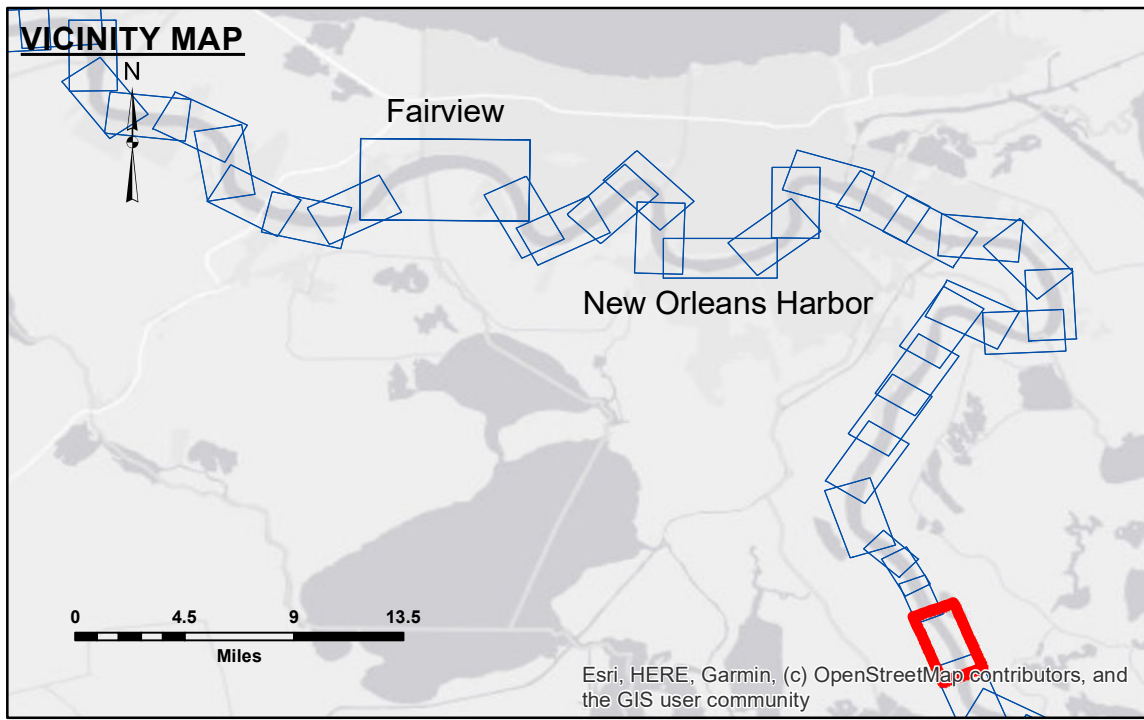 VICINITY MAP
N
Fairview
New Orleans Harbor
0 4.5 9 13.5
Miles
Esri, HERE, Garmin, (c) OpenStreetMap contributors, and
the GIS user community